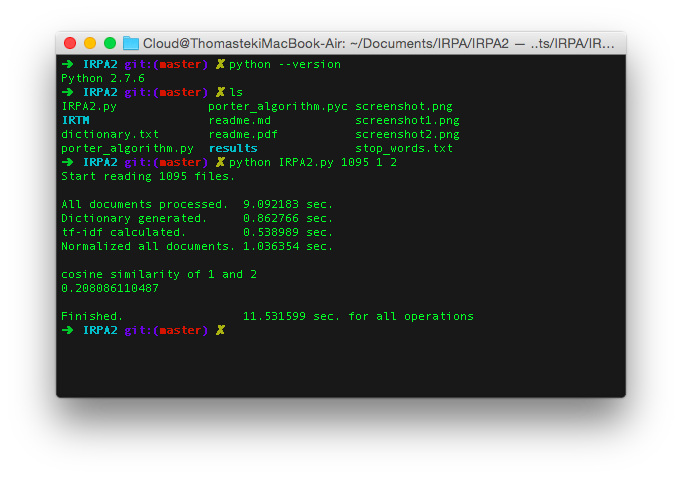 Cloud@ThomastekiMacBook-Air: ~/Documents/IRPA/IRPA2 — ..ts/IRPA/IR…
➜ IRPA2 git:(master) ✗ python --version
Python 2.7.6
➜ IRPA2 git:(master) ✗ ls
IRPA2.py porter_algorithm.pyc screenshot.png
IRTM readme.md screenshot1.png
dictionary.txt readme.pdf screenshot2.png
porter_algorithm.py results stop_words.txt
➜ IRPA2 git:(master) ✗ python IRPA2.py 1095 1 2
Start reading 1095 files.
All documents processed. 9.092183 sec.
Dictionary generated. 0.862766 sec.
tf-idf calculated. 0.538989 sec.
Normalized all documents. 1.036354 sec.
cosine similarity of 1 and 2
0.208086110487
Finished. 11.531599 sec. for all operations
➜ IRPA2 git:(master) ✗